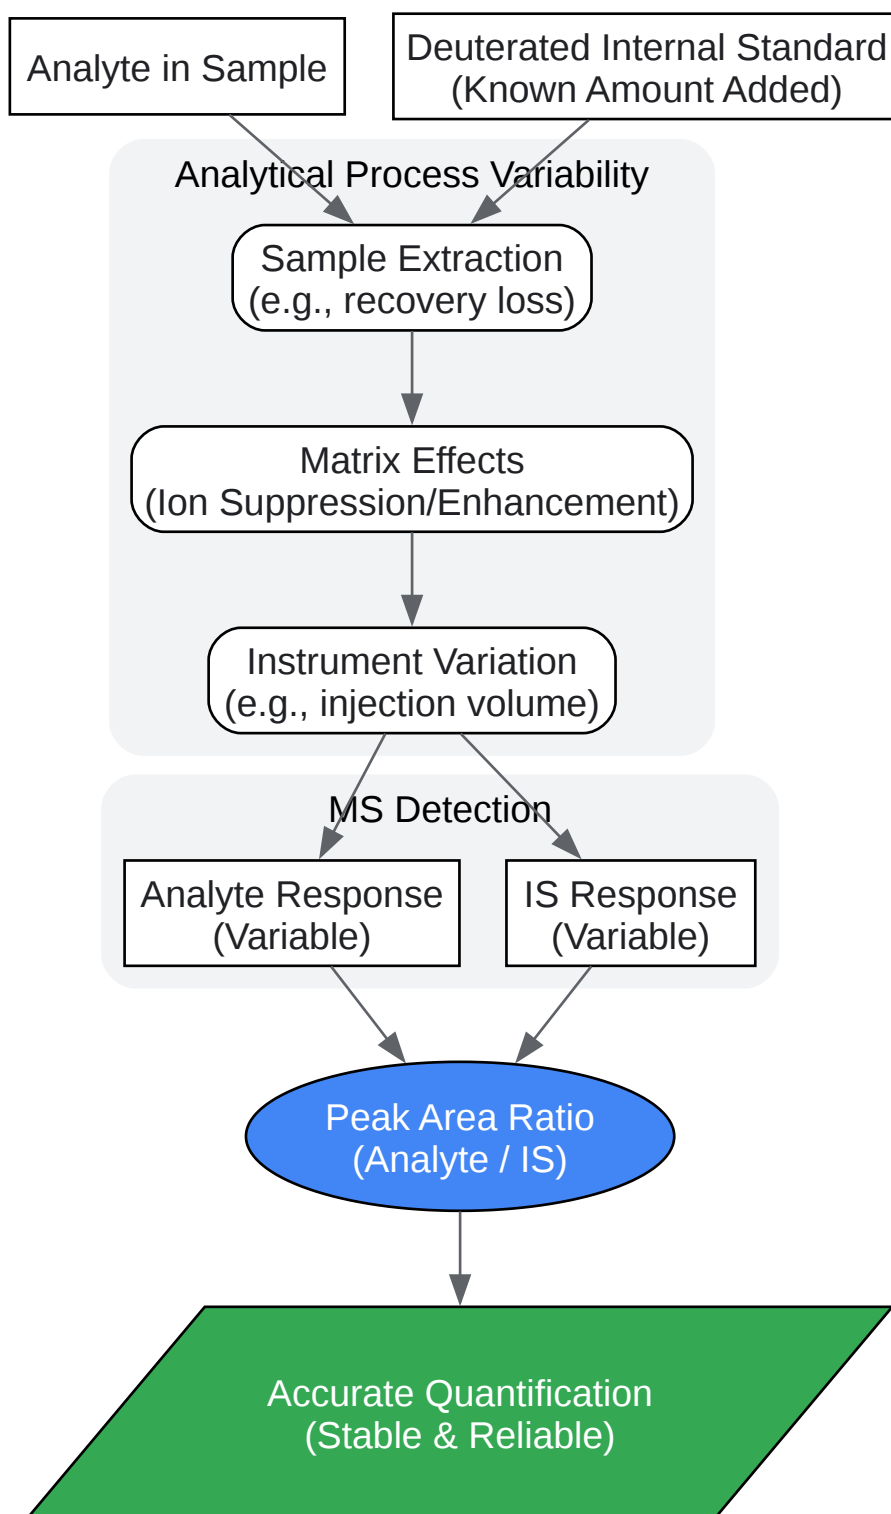 Analyte in Sample
Deuterated Internal Standard
(Known Amount Added)
Analytical Process Variability
Sample Extraction
(e.g., recovery loss)
Matrix Effects
(Ion Suppression/Enhancement)
Instrument Variation
(e.g., injection volume)
MS Detection
Analyte Response
(Variable)
IS Response
(Variable)
Peak Area Ratio
(Analyte / IS)
Accurate Quantification
(Stable & Reliable)